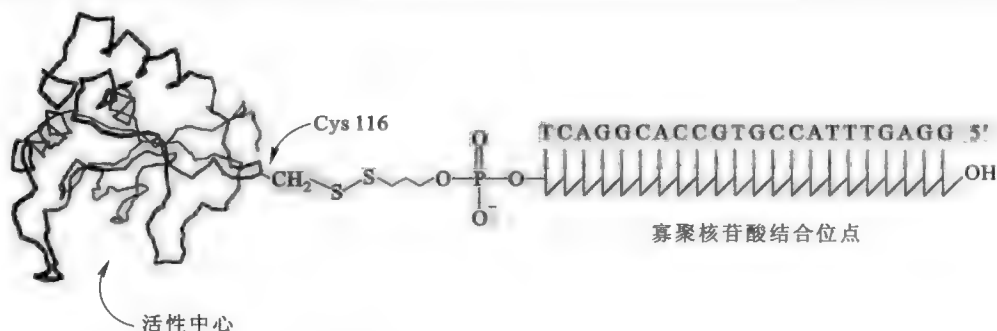 Cys 116
O
TCAGGCACCGTGCCATTTGAGG 5'
CH₂ S S O P O OH
O⁻
寡聚核苷酸结合位点
活性中心